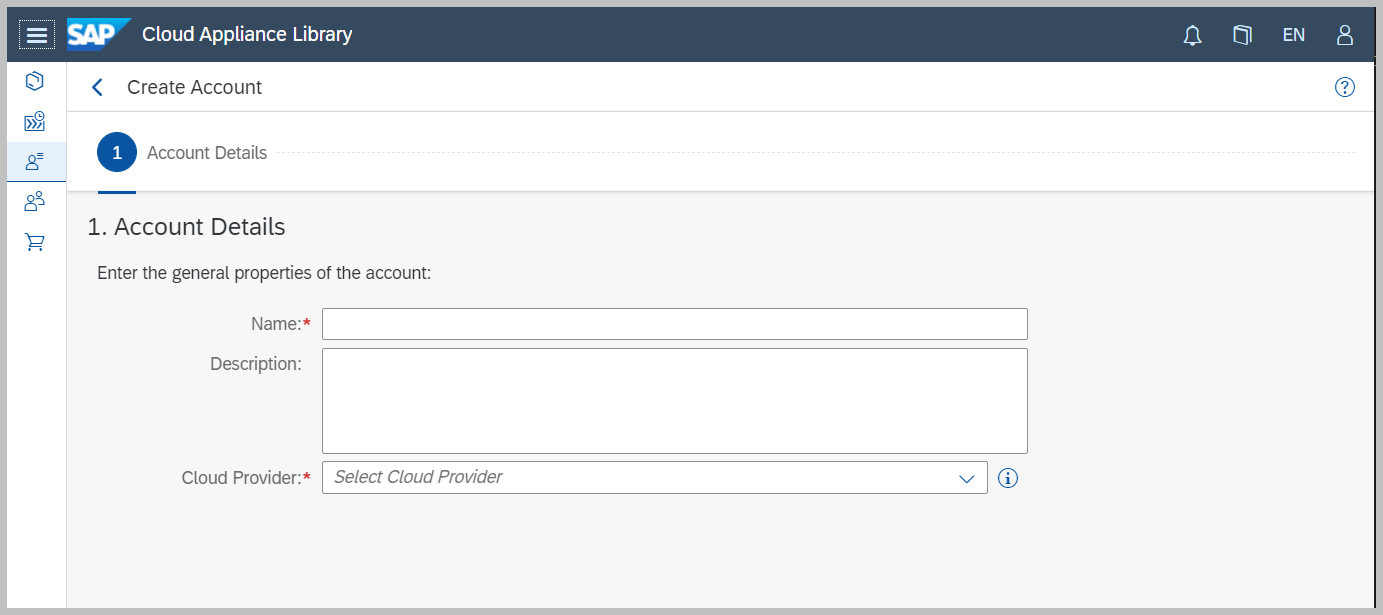 SAP Cloud Appliance Library EN
Create Account
1 Account Details
1. Account Details
Enter the general properties of the account:
Name:*
Description:
Cloud Provider:* Select Cloud Provider